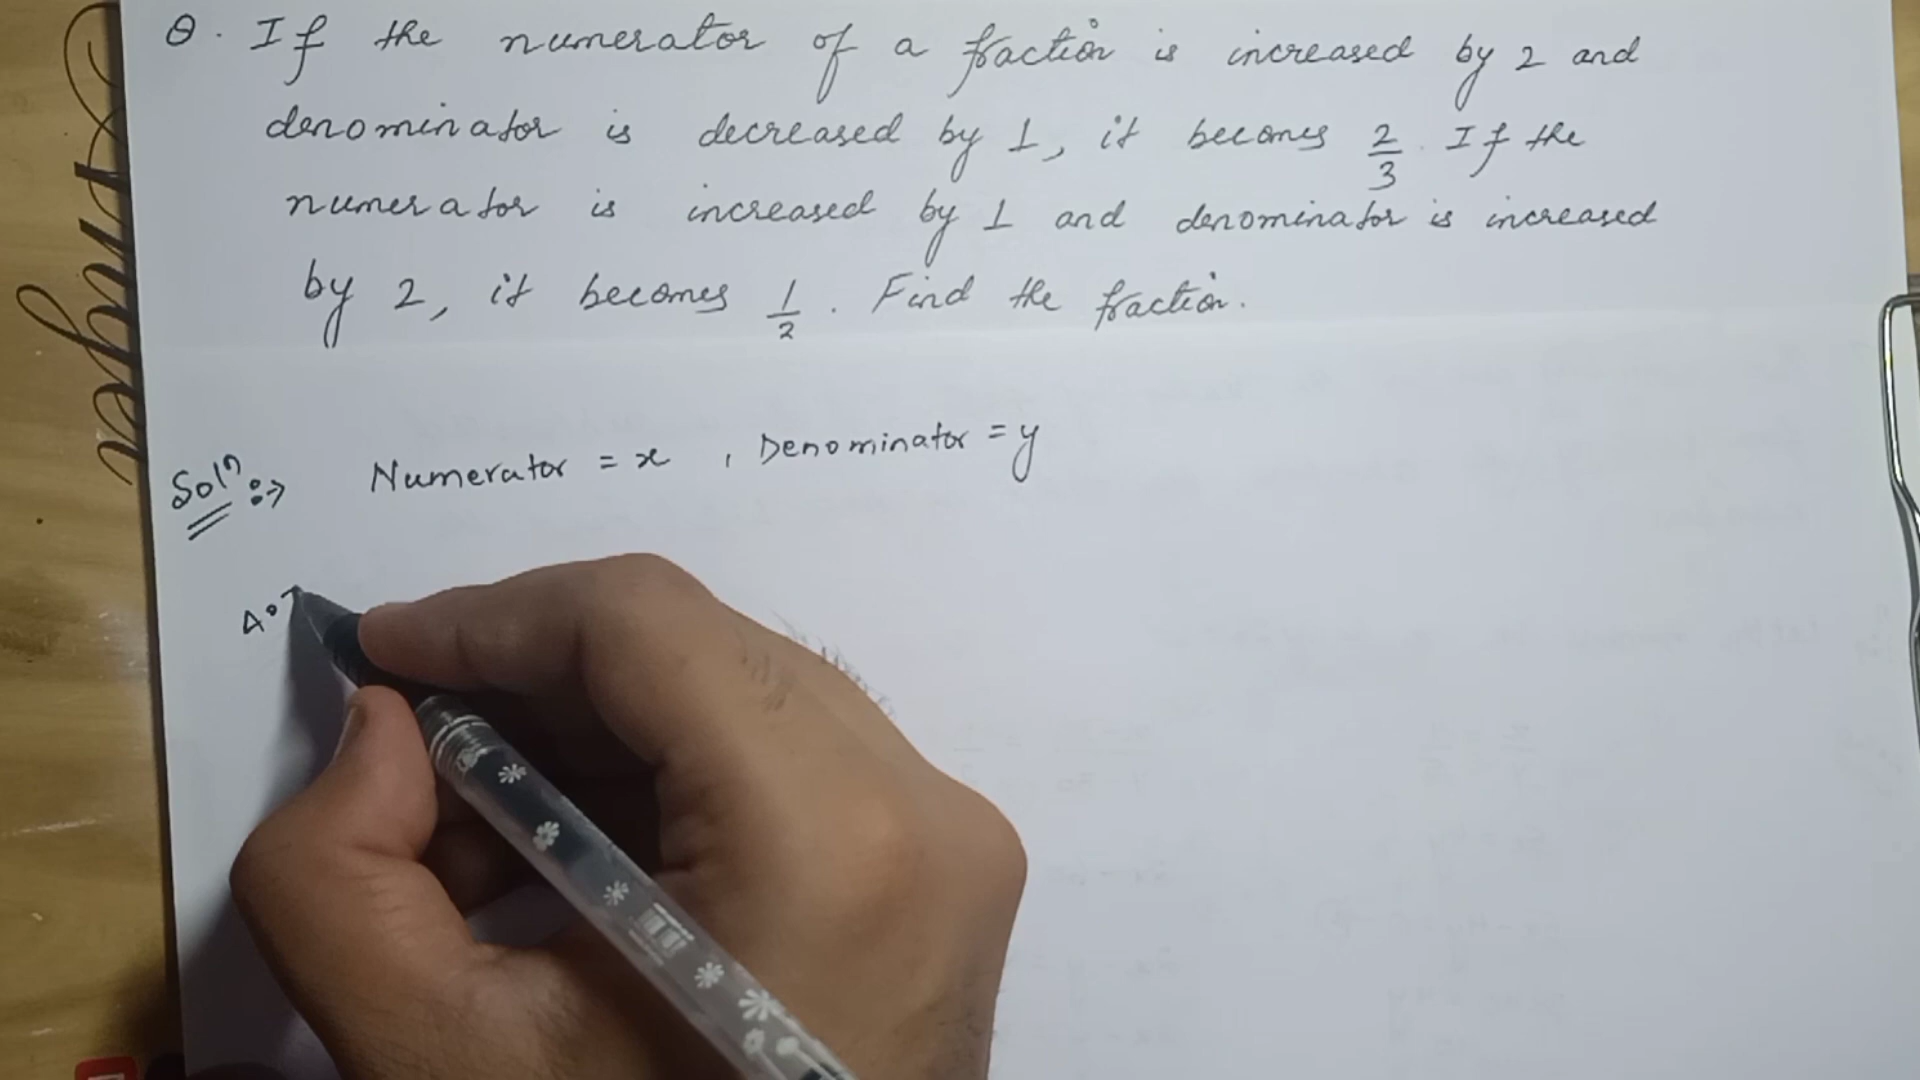 Q. If the numerator of a fraction is increased by 2 and
denominator is decreased by 1, it becomes 2/3. If the
numerator is increased by 1 and denominator is increased
by 2, it becomes 1/2. Find the fraction.
Soln :->
Numerator = x , Denominator = y